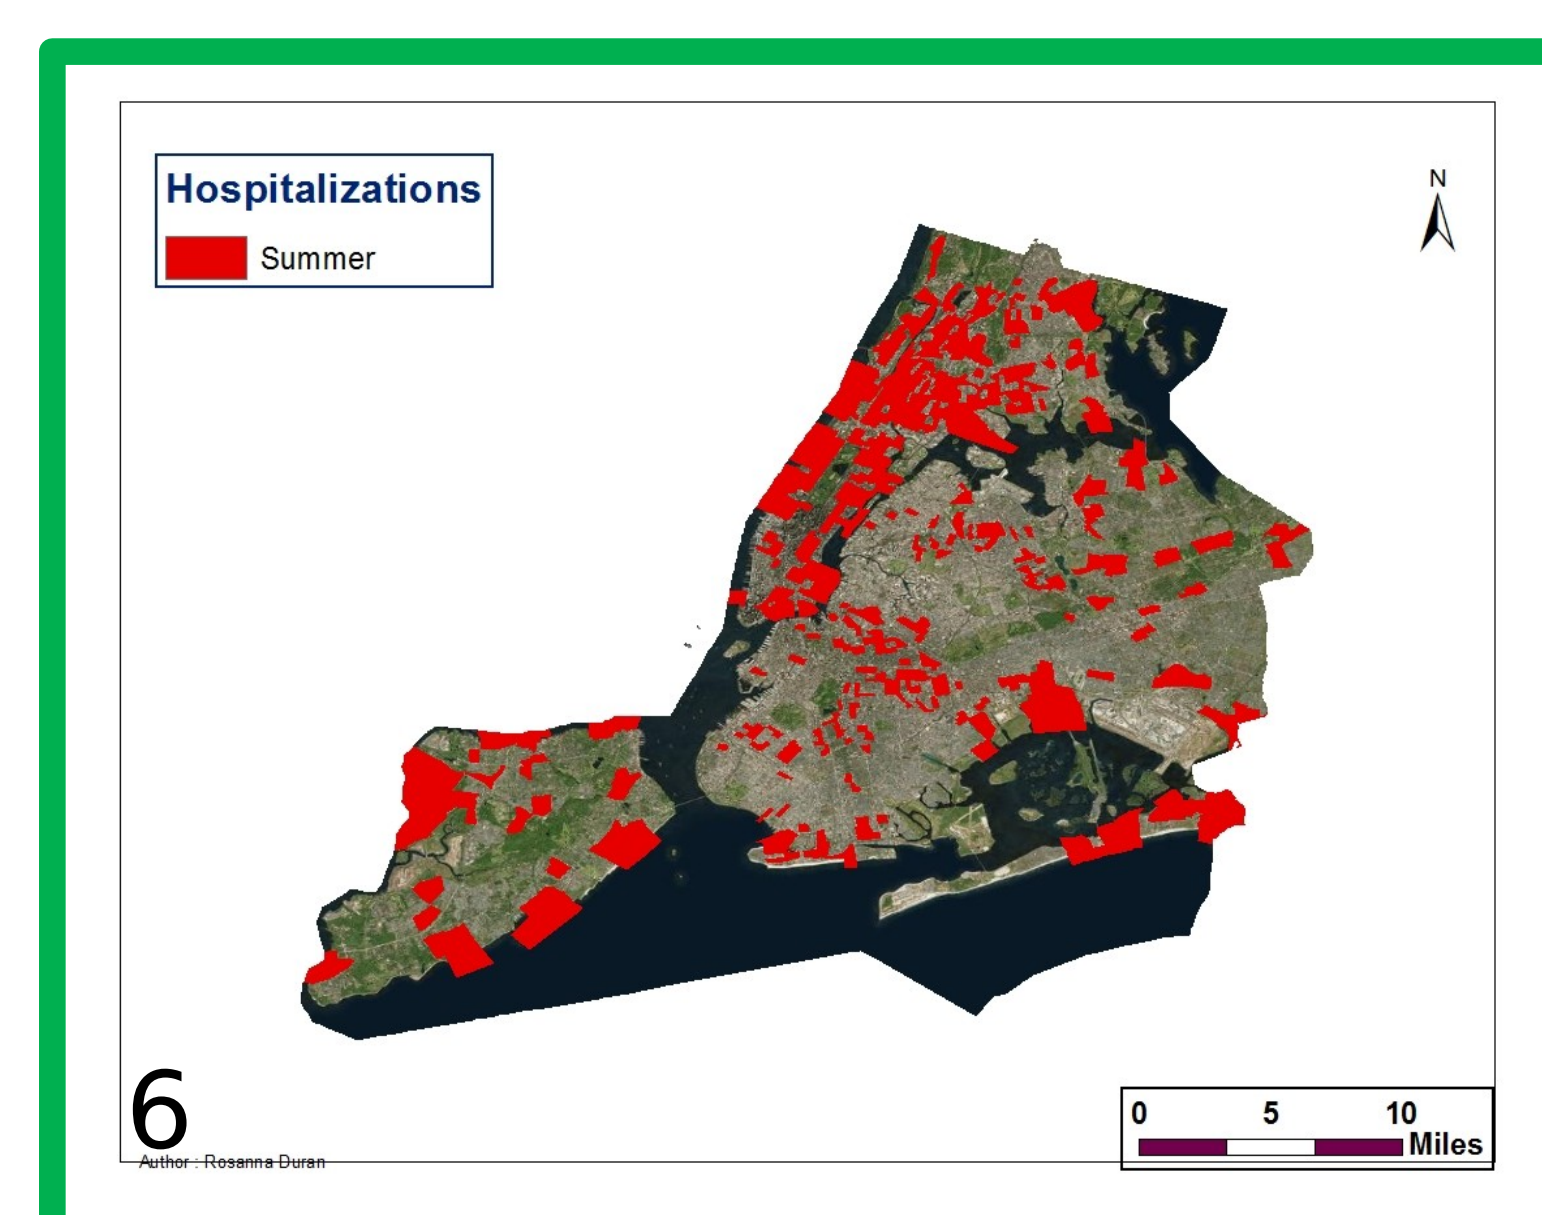 Hospitalizations
Summer
N
6
Author : Rosanna Duran
0 5 10
Miles